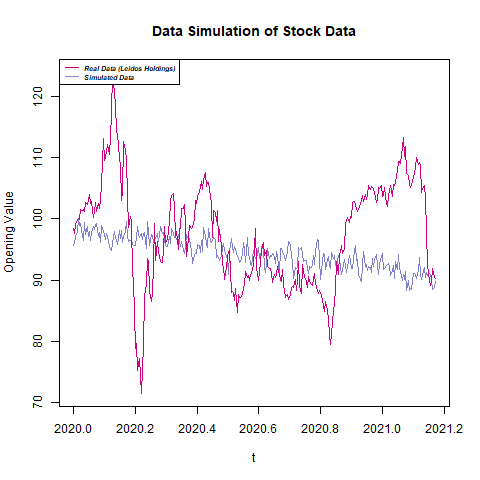 Data Simulation of Stock Data
Real Data (Leidos Holdings)
Simulated Data
Opening Value
120
110
100
90
80
70
2020.0 2020.2 2020.4 2020.6 2020.8 2021.0 2021.2
t